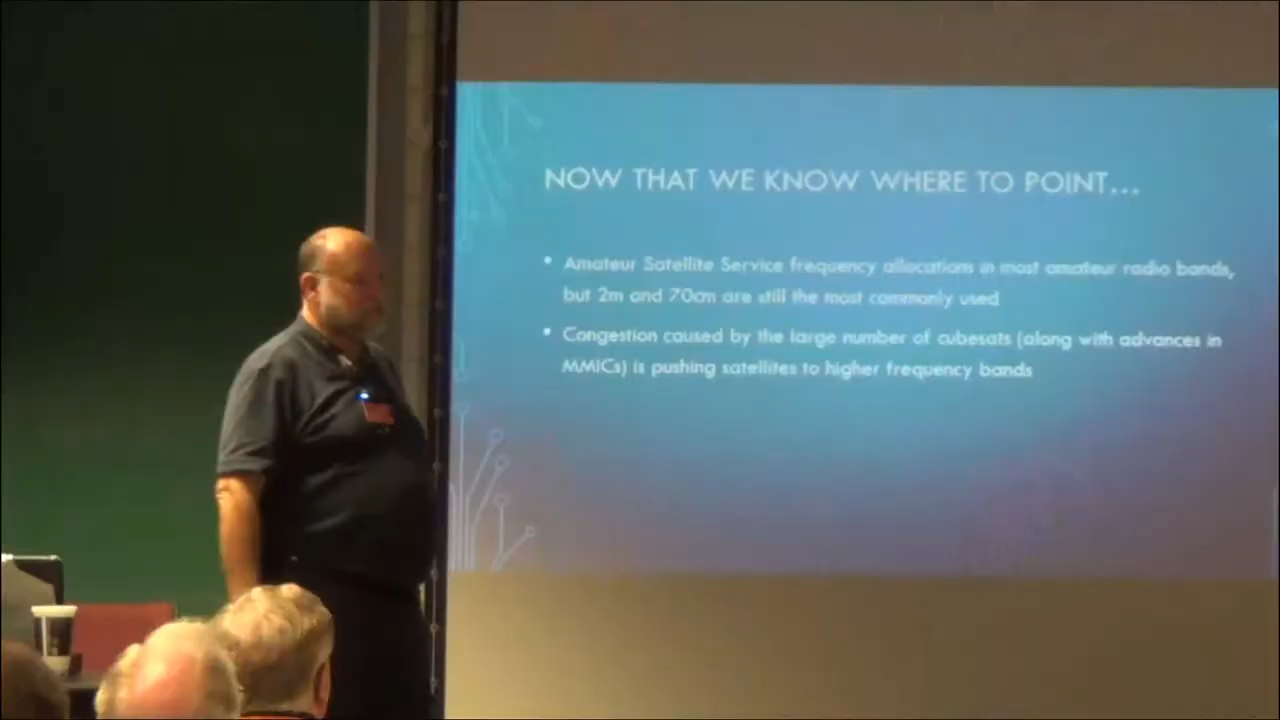 NOW THAT WE KNOW WHERE TO POINT...
• Amateur Satellite Service frequency allocations in most amateur radio bands,
but 2m and 70cm are still the most commonly used
• Congestion caused by the large number of cubesats (along with advances in
MMICs) is pushing satellites to higher frequency bands